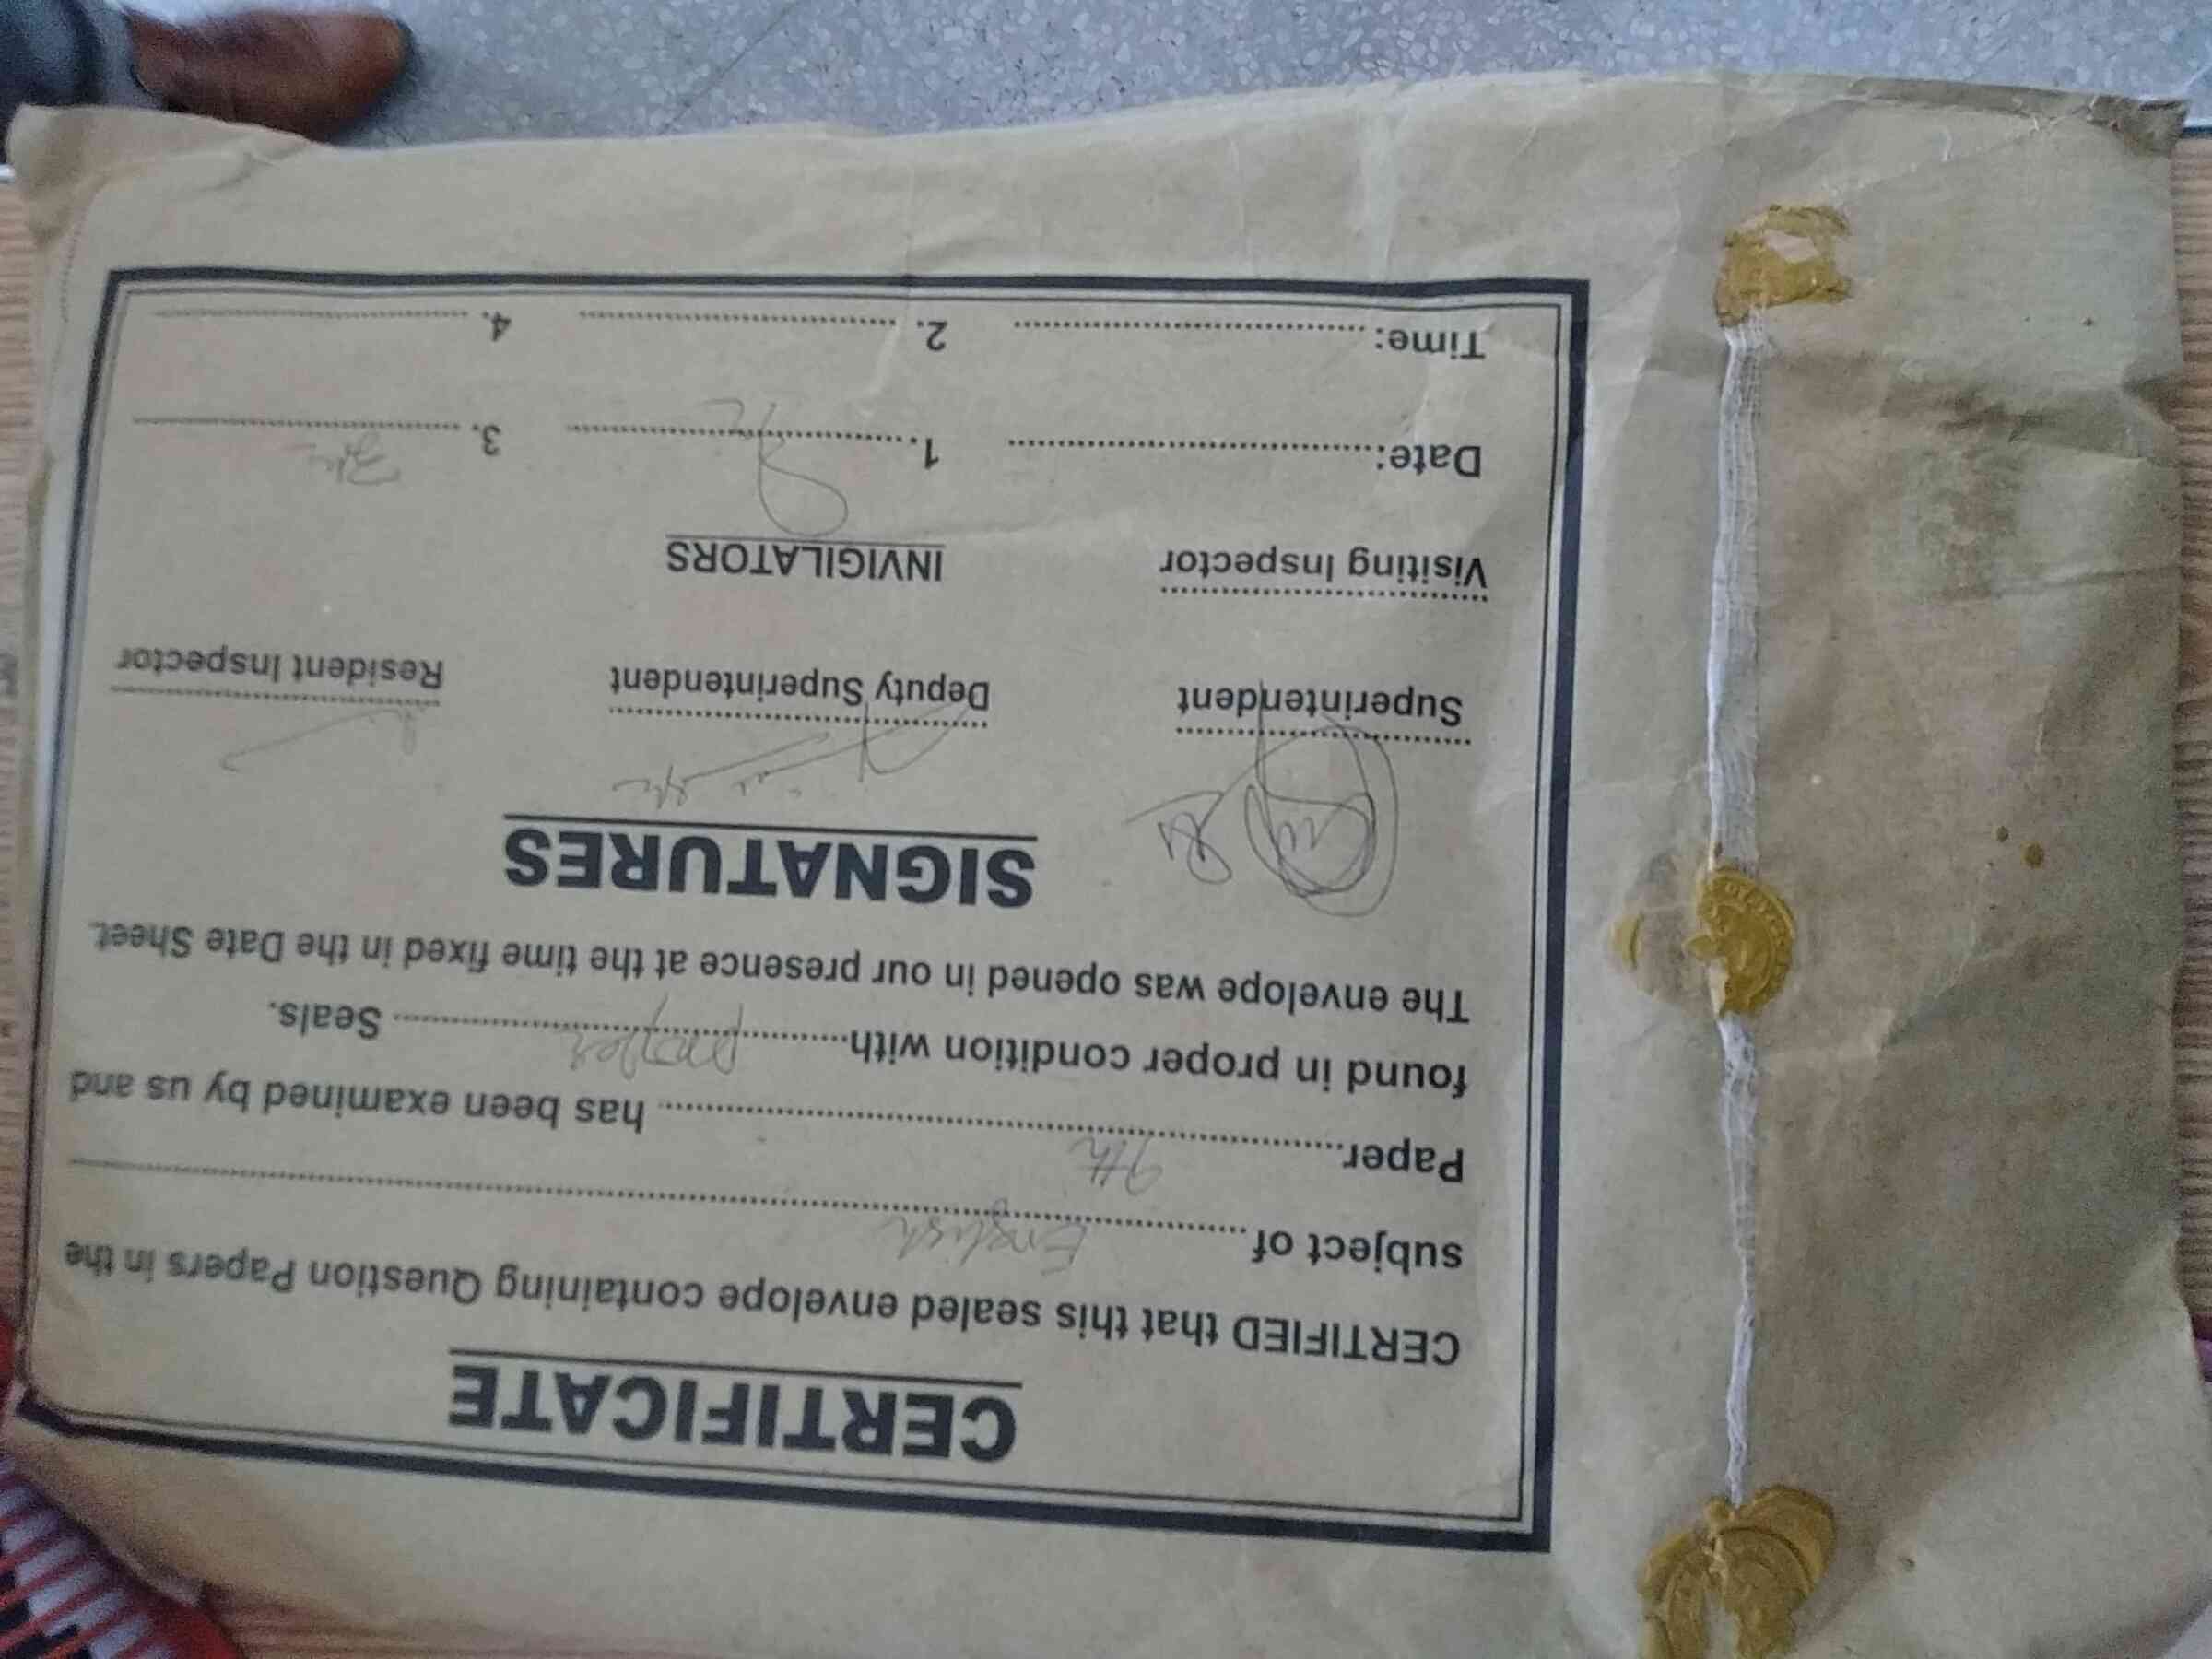 CERTIFICATE
CERTIFIED that this sealed envelope containing Question Papers in the
subject of English
Paper 9th has been examined by us and
found in proper condition with proper Seals.
The envelope was opened in our presence at the time fixed in the Date Sheet.
SIGNATURES
Superintendent Deputy Superintendent Resident Inspector
Visiting Inspector INVIGILATORS
Date: 1. 3.
Time: 2. 4.